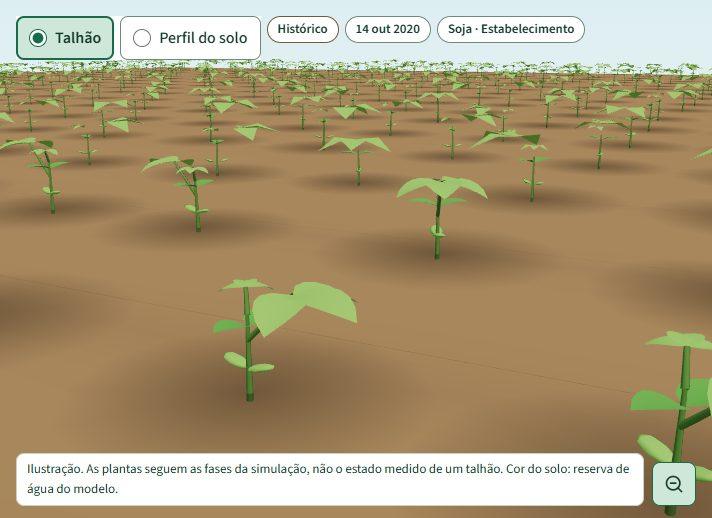 Talhão
Perfil do solo
Histórico
14 out 2020
Soja · Estabelecimento
Ilustração. As plantas seguem as fases da simulação, não o estado medido de um talhão. Cor do solo: reserva de
água do modelo.